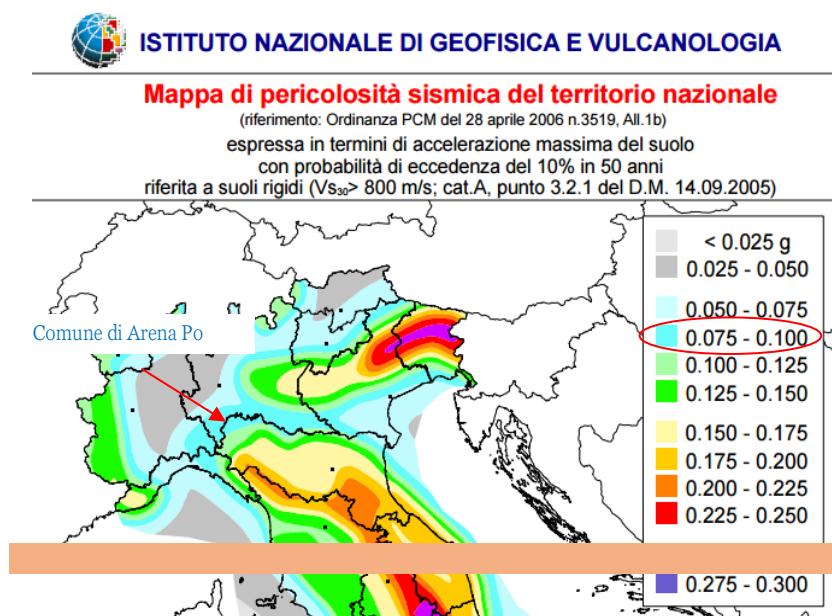 ISTITUTO NAZIONALE DI GEOFISICA E VULCANOLOGIA
Mappa di pericolosità sismica del territorio nazionale
(riferimento: Ordinanza PCM del 28 aprile 2006 n.3519, All.1b)
espressa in termini di accelerazione massima del suolo
con probabilità di eccedenza del 10% in 50 anni
riferita a suoli rigidi (Vs30> 800 m/s; cat.A, punto 3.2.1 del D.M. 14.09.2005)
Comune di Arena Po
< 0.025 g
0.025 - 0.050
0.050 - 0.075
0.075 - 0.100
0.100 - 0.125
0.125 - 0.150
0.150 - 0.175
0.175 - 0.200
0.200 - 0.225
0.225 - 0.250
0.275 - 0.300